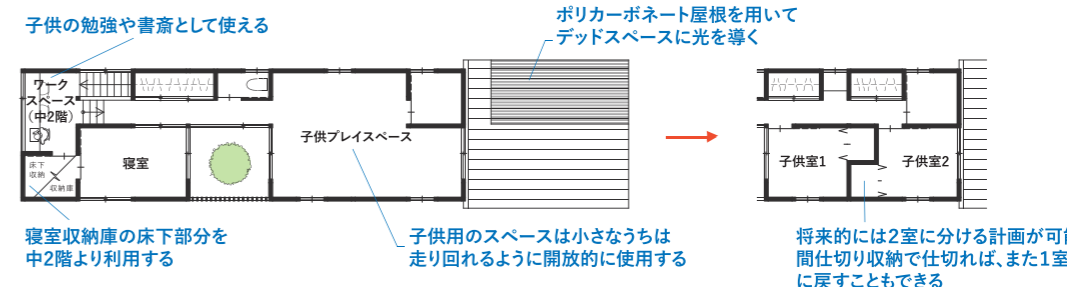 子供の勉強や書斎として使える
ポリカーボネート屋根を用いて
デッドスペースに光を導く
ワーク
スペース
（中2階）
子供プレイスペース
寝室
床下
収納
収納庫
子供室1
子供室2
寝室収納庫の床下部分を
中2階より利用する
子供用のスペースは小さなうちは
走り回れるように開放的に使用する
将来的には2室に分ける計画が可能
間仕切り収納で仕切れば、また1室
に戻すこともできる